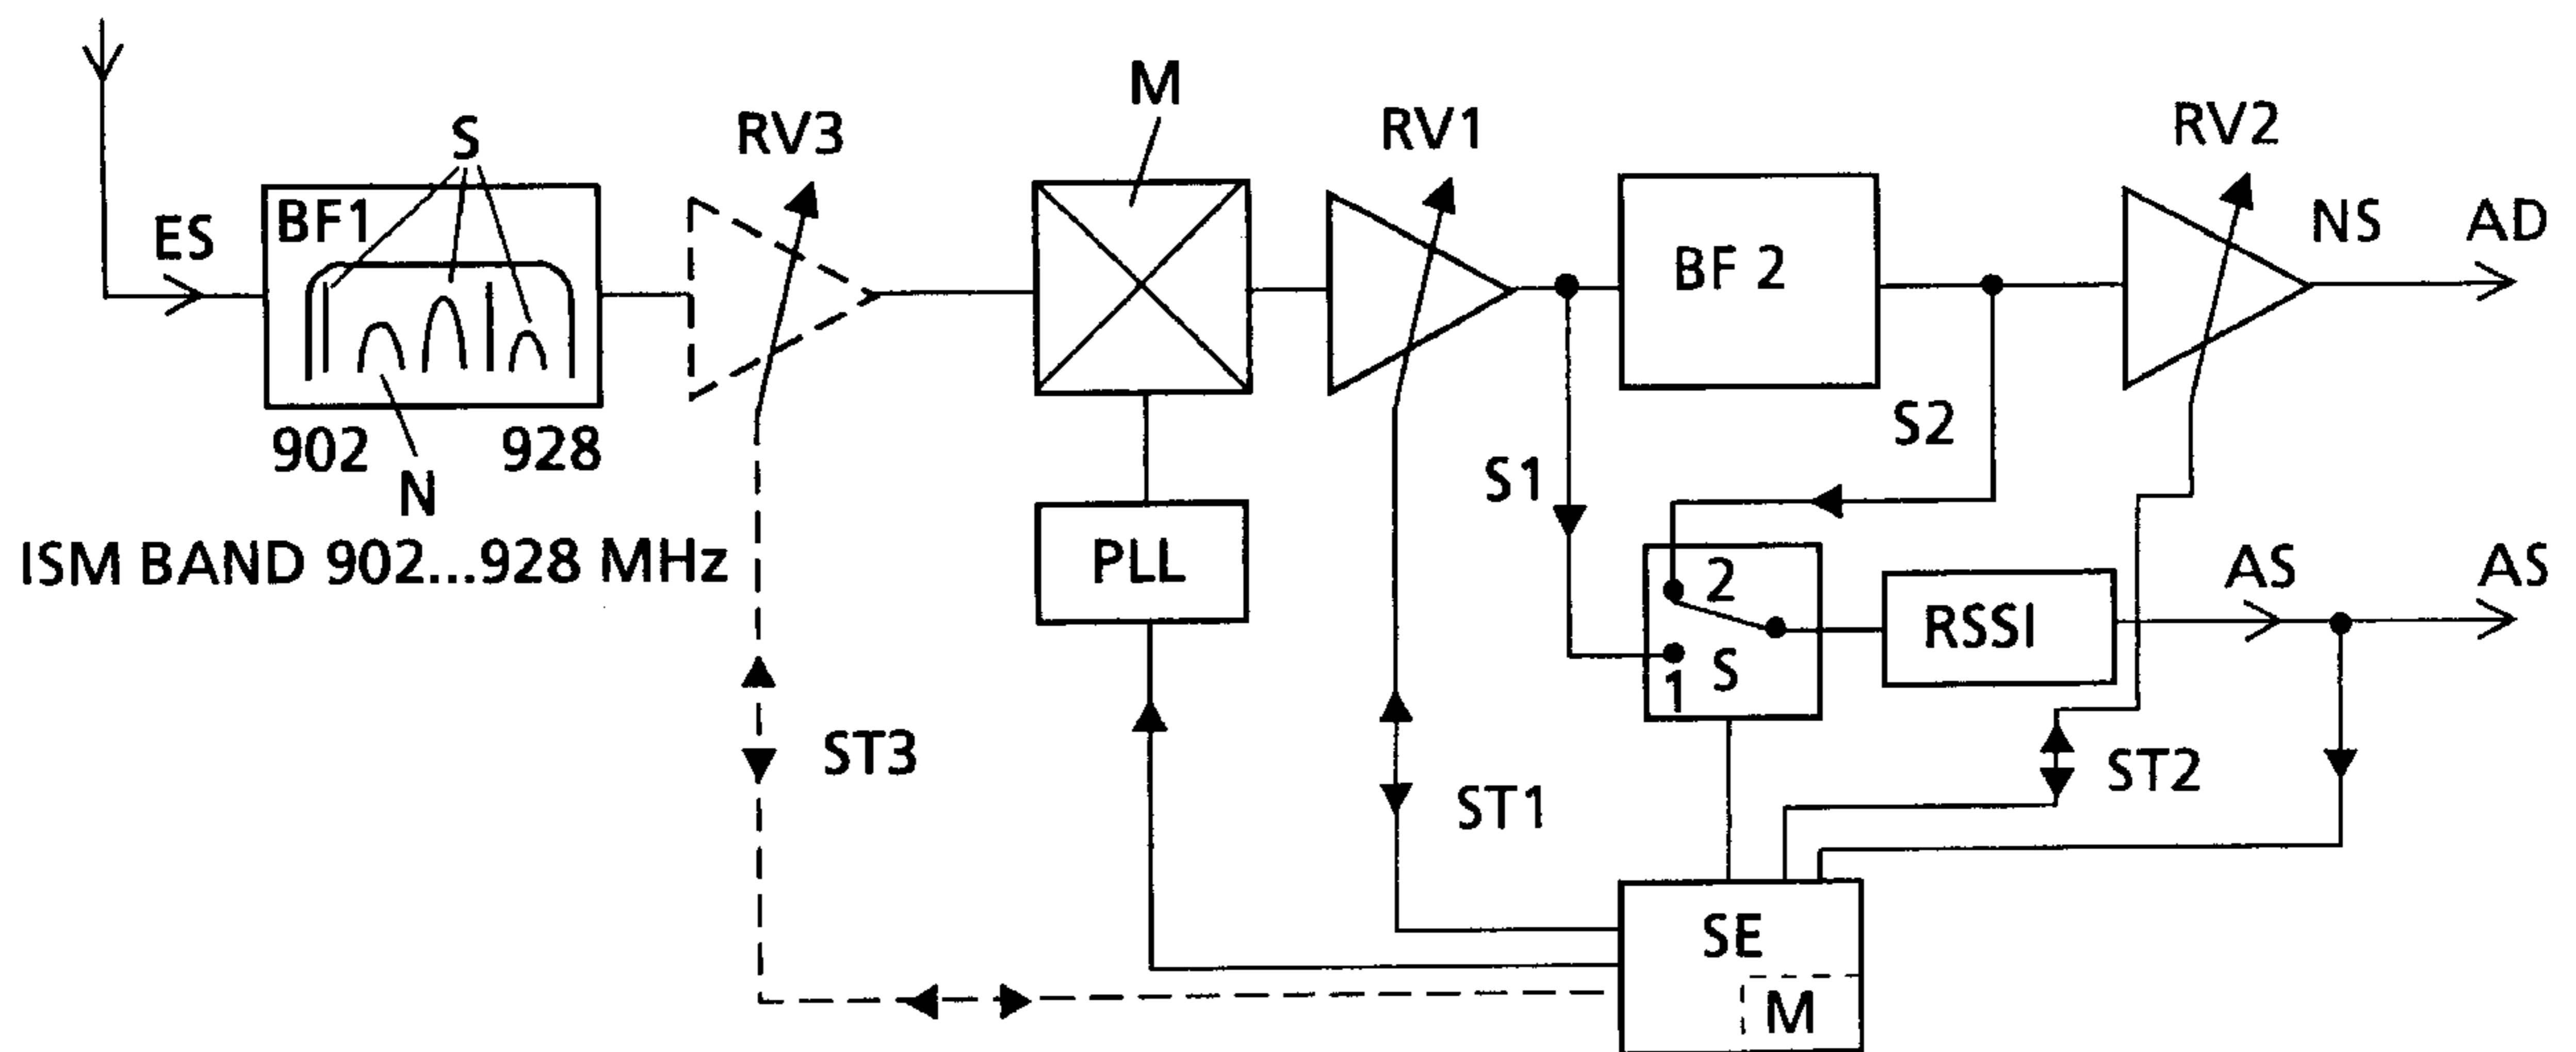 M
RV3
RV1
RV2
S
BF1
ES
BF 2
NS
AD
902
928
N
S2
S1
ISM BAND 902...928 MHz
PLL
2
1
S
RSSI
AS
AS
ST3
ST1
ST2
SE
M